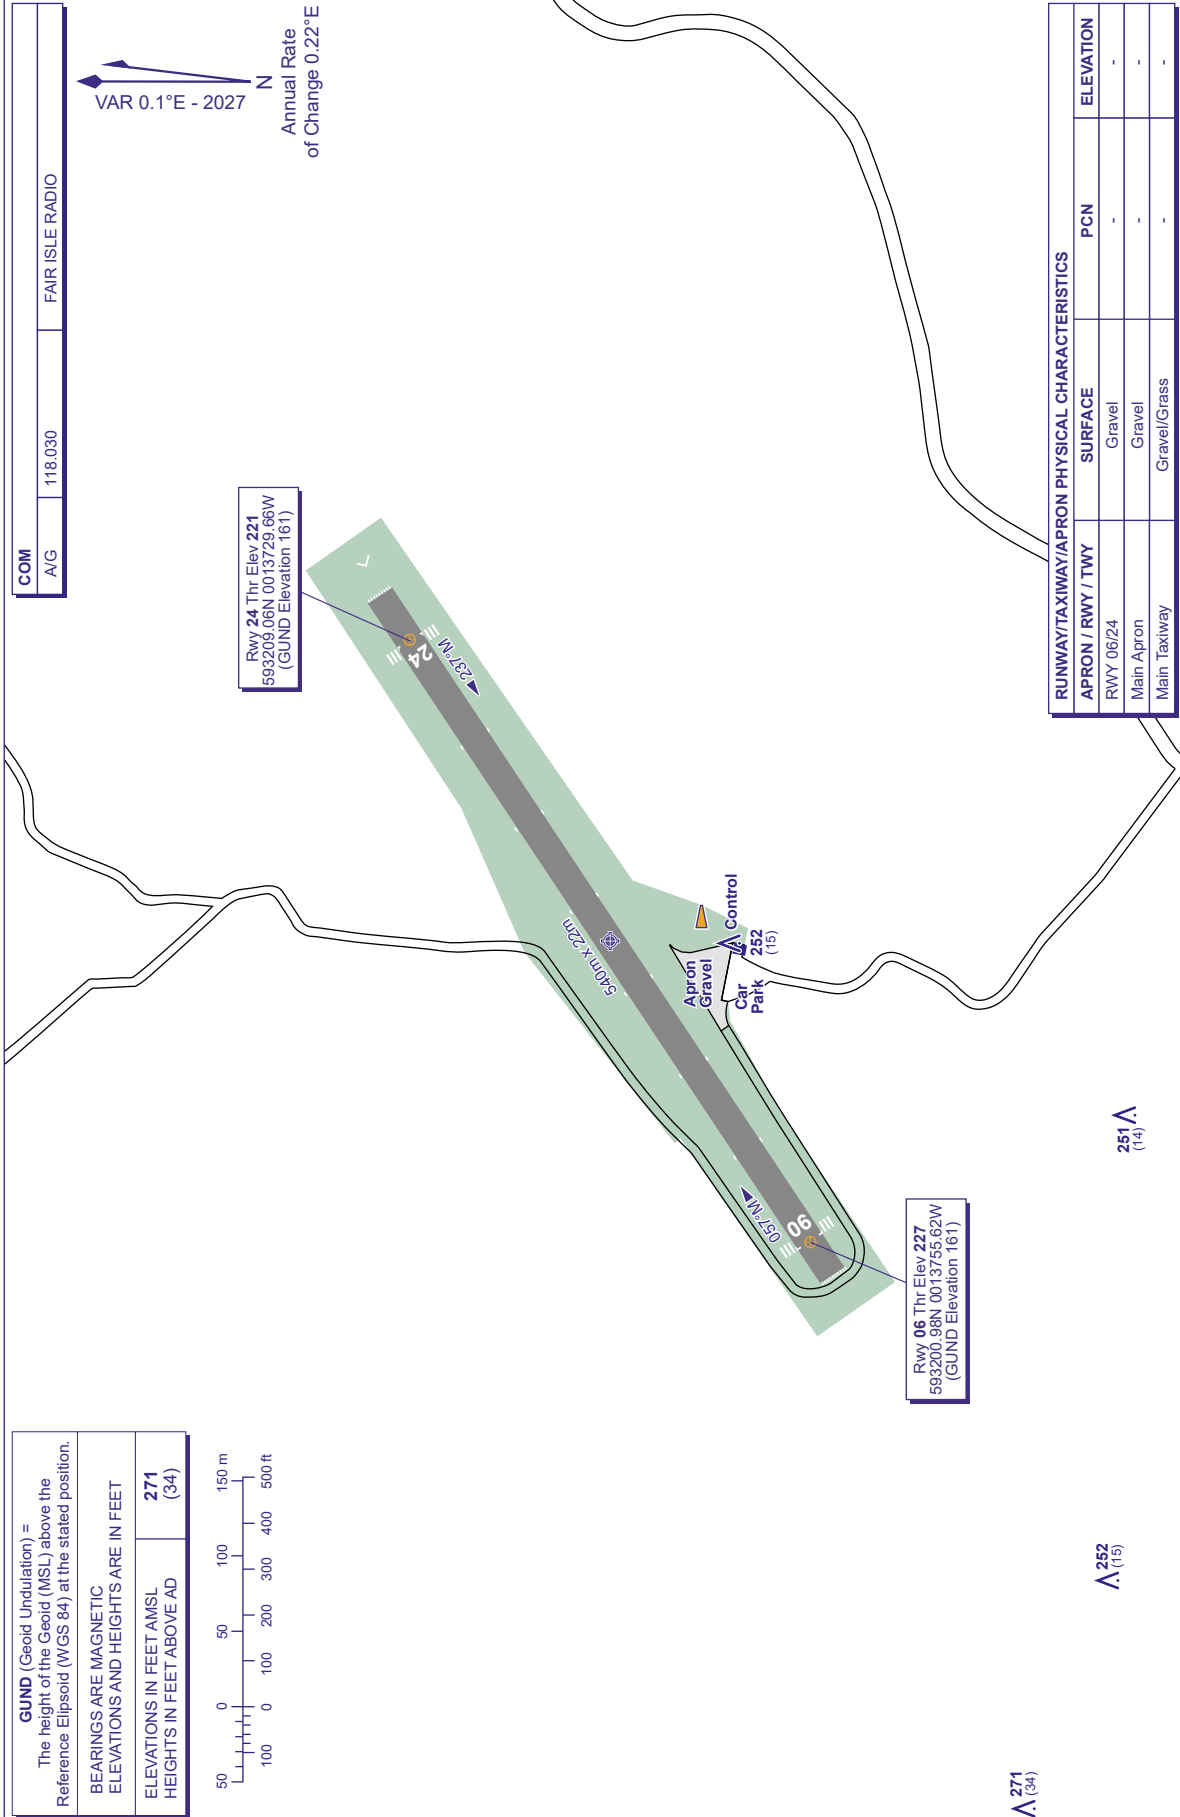 GUND (Geoid Undulation) =
The height of the Geoid (MSL) above the
Reference Elipsoid (WGS 84) at the stated position.
BEARINGS ARE MAGNETIC
ELEVATIONS AND HEIGHTS ARE IN FEET
ELEVATIONS IN FEET AMSL
HEIGHTS IN FEET ABOVE AD
271
(34)
50 0 50 100 150 m
100 0 100 200 300 400 500 ft
COM
A/G 118.030 FAIR ISLE RADIO
VAR 0.1°E - 2027
N
Annual Rate
of Change 0.22°E
Rwy 24 Thr Elev 221
593209.06N 0013729.66W
(GUND Elevation 161)
24
237°M
540m x 22m
Apron
Gravel
Control
252
(15)
Car
Park
057°M
06
Rwy 06 Thr Elev 227
593200.98N 0013755.62W
(GUND Elevation 161)
251
(14)
252
(15)
271
(34)
RUNWAY/TAXIWAY/APRON PHYSICAL CHARACTERISTICS
APRON / RWY / TWY SURFACE PCN ELEVATION
RWY 06/24 Gravel - -
Main Apron Gravel - -
Main Taxiway Gravel/Grass - -